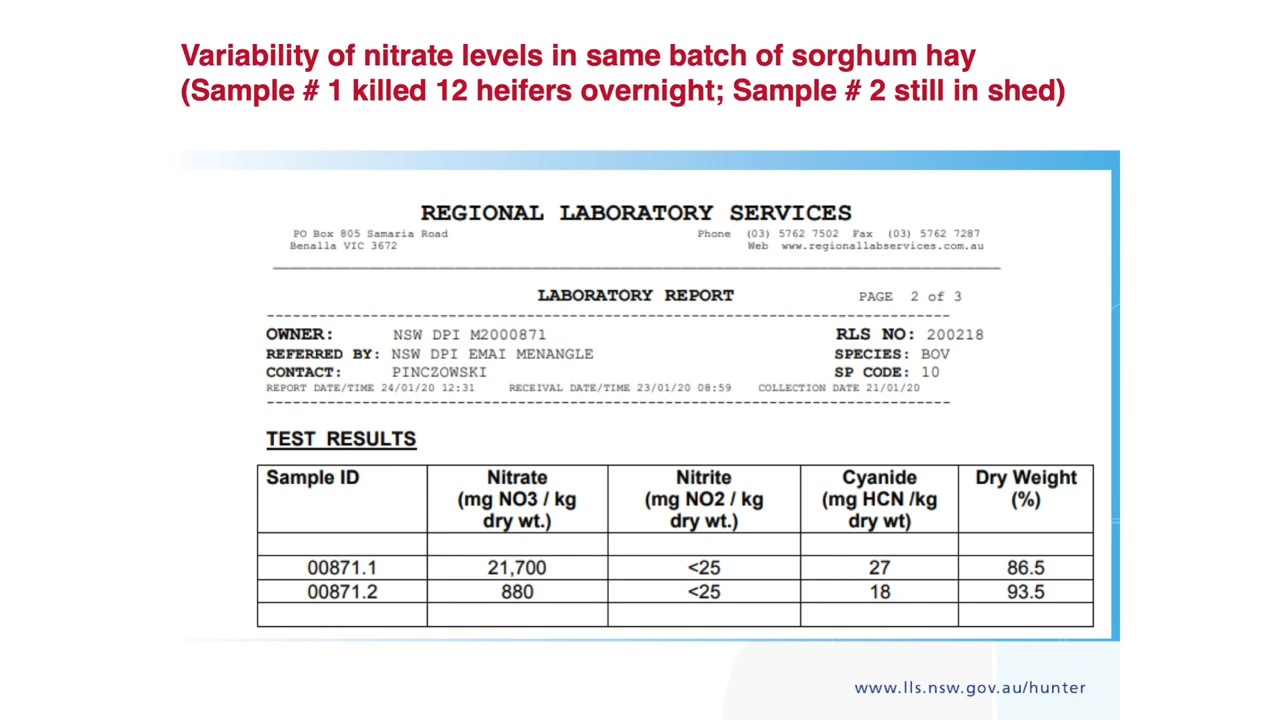 Variability of nitrate levels in same batch of sorghum hay
(Sample # 1 killed 12 heifers overnight; Sample # 2 still in shed)
REGIONAL LABORATORY SERVICES
PO Box 805 Samaria Road Phone (03) 5762 7502 Fax (03) 5762 7287
Benalla VIC 3672 Web www.regionallabservices.com.au
LABORATORY REPORT PAGE 2 of 3
OWNER: NSW DPI M2000871 RLS NO: 200218
REFERRED BY: NSW DPI EMAI MENANGLE SPECIES: BOV
CONTACT: PINCZOWSKI SP CODE: 10
REPORT DATE/TIME 24/01/20 12:31 RECEIVAL DATE/TIME 23/01/20 08:59 COLLECTION DATE 21/01/20
TEST RESULTS
Sample ID Nitrate Nitrite Cyanide Dry Weight
(mg NO3 / kg (mg NO2 / kg (mg HCN /kg (%)
dry wt.) dry wt.) dry wt)
00871.1 21,700 <25 27 86.5
00871.2 880 <25 18 93.5
www.lls.nsw.gov.au/hunter